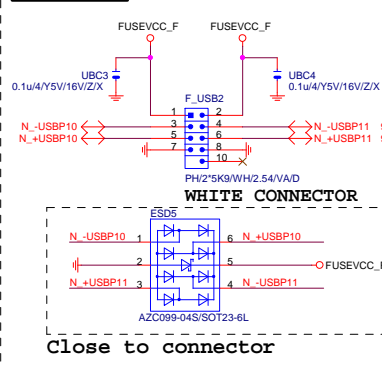 FUSEVCC_F FUSEVCC_F
UBC3 UBC4
0.1u/4/Y5V/16V/Z/X 0.1u/4/Y5V/16V/Z/X
F_USB2
1 2
N_-USBP10 3 4 N_-USBP11
N_+USBP10 5 6 N_+USBP11
7 8
10
PH/2*5K9/WH/2.54/VA/D
WHITE CONNECTOR
ESD5
N_-USBP10 1 6 N_+USBP10
2 5 FUSEVCC_F
N_+USBP11 3 4 N_-USBP11
AZC099-04S/SOT23-6L
Close to connector